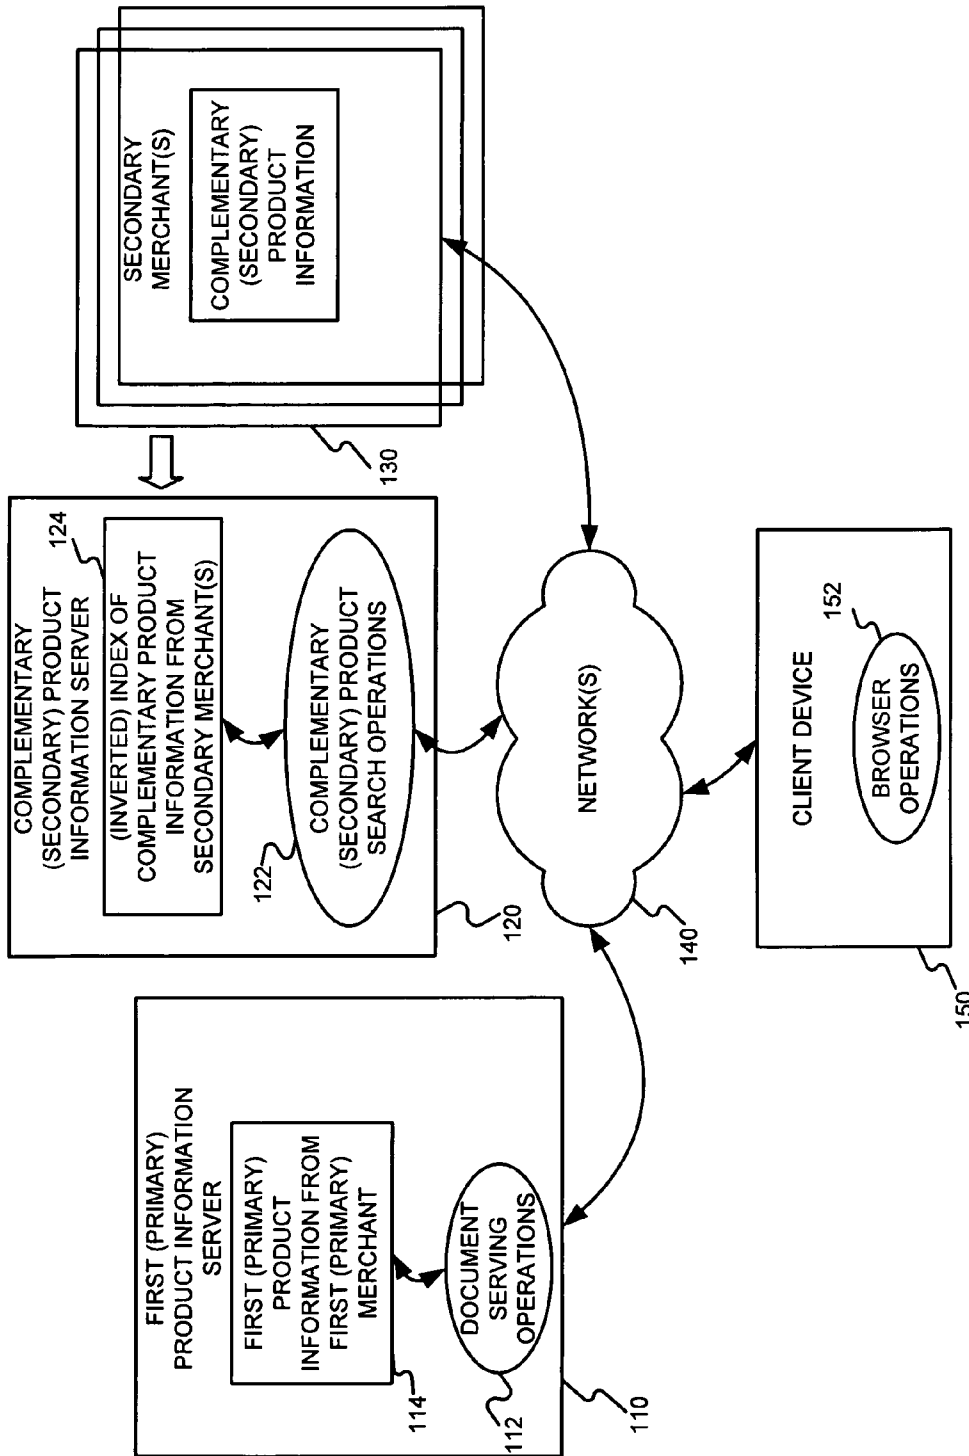 FIRST (PRIMARY)
PRODUCT INFORMATION
SERVER
FIRST (PRIMARY)
PRODUCT
INFORMATION FROM
FIRST (PRIMARY)
MERCHANT
114
DOCUMENT
SERVING
OPERATIONS
112
110
COMPLEMENTARY
(SECONDARY) PRODUCT
INFORMATION SERVER
124
(INVERTED) INDEX OF
COMPLEMENTARY PRODUCT
INFORMATION FROM
SECONDARY MERCHANT(S)
122
COMPLEMENTARY
(SECONDARY) PRODUCT
SEARCH OPERATIONS
120
SECONDARY
MERCHANT(S)
COMPLEMENTARY
(SECONDARY)
PRODUCT
INFORMATION
130
NETWORK(S)
140
CLIENT DEVICE
152
BROWSER
OPERATIONS
150